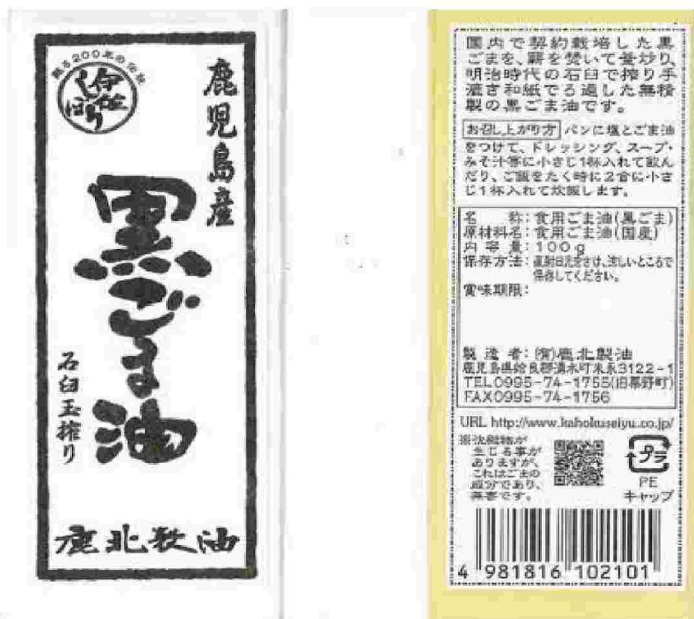 創る200年の伝承
伊佐
しぼり
鹿児島産
黒ごま油
石臼玉搾り
鹿北製油
国内で契約栽培した黒
ごまを、薪を焚いて釜炒り、
明治時代の石臼で搾り手
漉き和紙でろ過した無精
製の黒ごま油です。
お召し上がり方 パンに塩とごま油
をつけて、ドレッシング、スープ・
みそ汁等に小さじ1杯入れて飲ん
だり、ご飯をたく時に2合に小さ
じ1杯入れて炊飯します。
名 称:食用ごま油(黒ごま)
原材料名:食用ごま油(国産)
内容量:100g
保存方法:直射日光をさけ、涼しいところで
保存してください。
賞味期限:
製造者:(有)鹿北製油
鹿児島県姶良郡湧水町米永3122-1
TEL0995-74-1755(旧栗野町)
FAX0995-74-1756
URL http://www.kahokuseiyu.co.jp/
※沈殿物が
生じる事が
ありますが、
これはごまの
成分であり、
無害です。
プラ
PE
キャップ
4 981816 102101